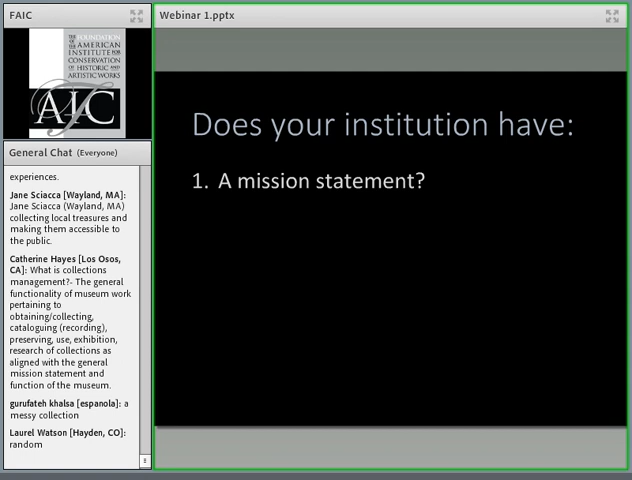 FAIC
THE FOUNDATION
OF THE AMERICAN
INSTITUTE FOR
CONSERVATION
OF HISTORIC AND
ARTISTIC WORKS
AIC
General Chat (Everyone)
experiences.
Jane Sciacca [Wayland, MA]:
Jane Sciacca (Wayland, MA)
collecting local treasures and
making them accessible to
the public.
Catherine Hayes [Los Osos,
CA]: What is collections
management?- The general
functionality of museum work
pertaining to
obtaining/collecting,
cataloguing (recording),
preserving, use, exhibition,
research of collections as
aligned with the general
mission statement and
function of the museum.
gurufateh khalsa [espanola]: a
messy collection
Laurel Watson [Hayden, CO]:
random
Webinar 1.pptx
Does your institution have:
1. A mission statement?